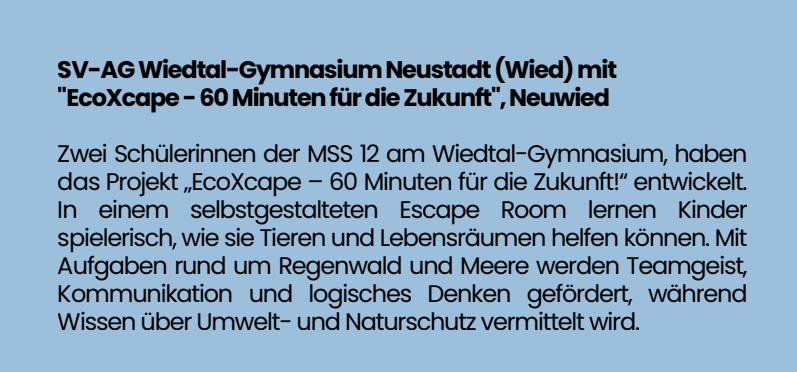 SV-AG Wiedtal-Gymnasium Neustadt (Wied) mit
"EcoXcape - 60 Minuten für die Zukunft", Neuwied
Zwei Schülerinnen der MSS 12 am Wiedtal-Gymnasium, haben
das Projekt „EcoXcape – 60 Minuten für die Zukunft!“ entwickelt.
In einem selbstgestalteten Escape Room lernen Kinder
spielerisch, wie sie Tieren und Lebensräumen helfen können. Mit
Aufgaben rund um Regenwald und Meere werden Teamgeist,
Kommunikation und logisches Denken gefördert, während
Wissen über Umwelt- und Naturschutz vermittelt wird.